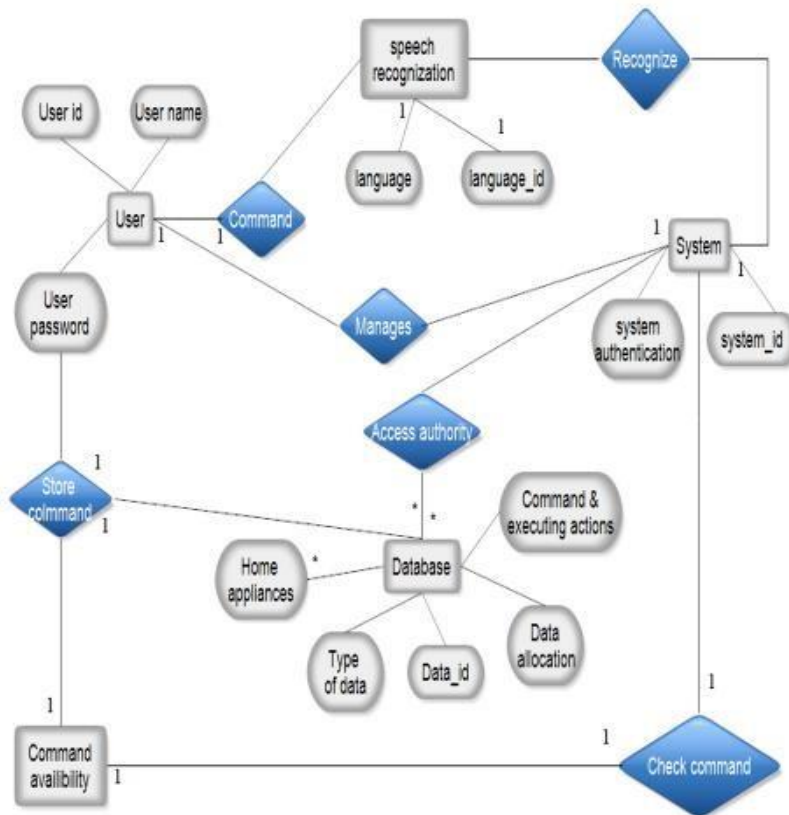 speech
recognization
Recognize
User id
User name
1
1
language
language_id
User
1
1
Command
1
System
1
User
password
Manages
system
authentication
system_id
Access authority
1
Store
colmmand
1
*
*
Command &
executing actions
Home
appliances
*
Database
Type
of data
Data_id
Data
allocation
1
1
1
Command
availibility
1
Check command